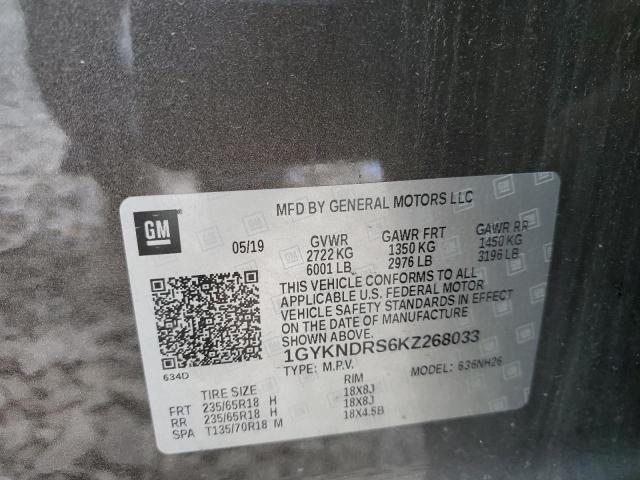 MFD BY GENERAL MOTORS LLC
GM
05/19 GVWR GAWR FRT GAWR RR
2722 KG 1350 KG 1450 KG
6001 LB 2976 LB 3196 LB
THIS VEHICLE CONFORMS TO ALL
APPLICABLE U.S. FEDERAL MOTOR
VEHICLE SAFETY STANDARDS IN EFFECT
ON THE DATE OF MANUFACTURE
SHOWN ABOVE.
1GYKNDRS6KZ268033
634D
TYPE: M.P.V. MODEL: 636NH26
TIRE SIZE RIM
FRT 235/65R18 H 18X8J
RR 235/65R18 H 18X8J
SPA T135/70R18 M 18X4.5B